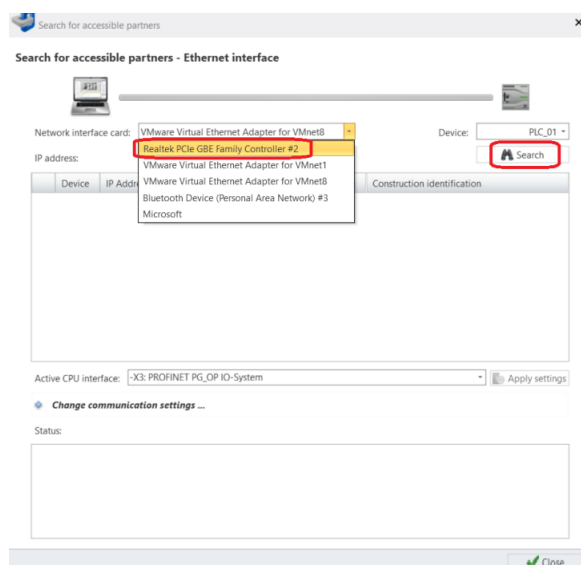 Search for accessible partners
Search for accessible partners - Ethernet interface
Network interface card: VMware Virtual Ethernet Adapter for VMnet8 Device: PLC_01
Realtek PCIe GBE Family Controller #2
IP address: Search
VMware Virtual Ethernet Adapter for VMnet1
Device IP Addre VMware Virtual Ethernet Adapter for VMnet8 Construction identification
Bluetooth Device (Personal Area Network) #3
Microsoft
Active CPU interface: -X3: PROFINET PG_OP IO-System Apply settings
Change communication settings ...
Status:
Close